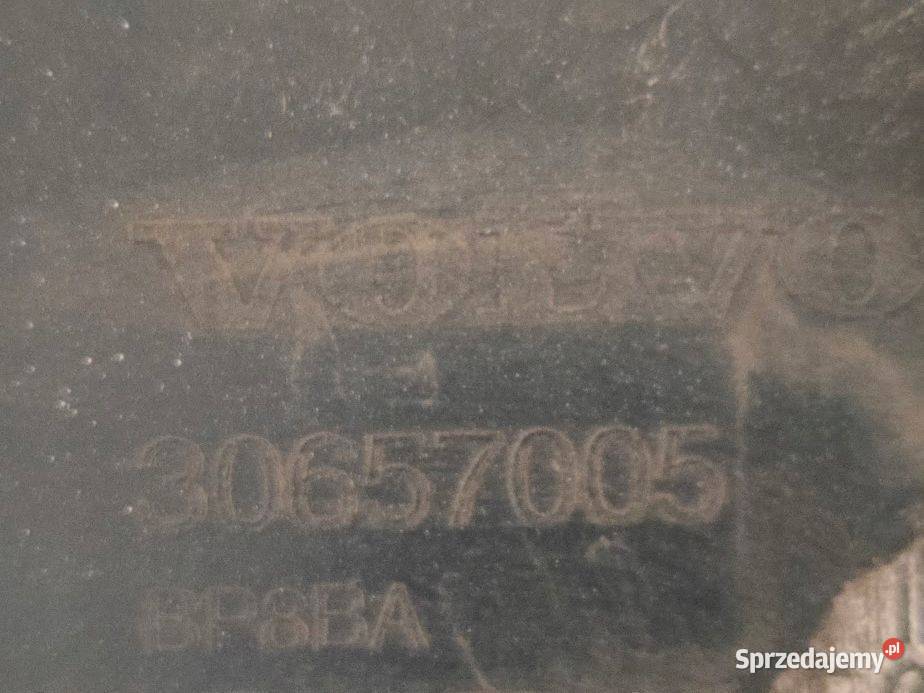 VOLVO
30657005
BP8BA
Sprzedajemy.pl